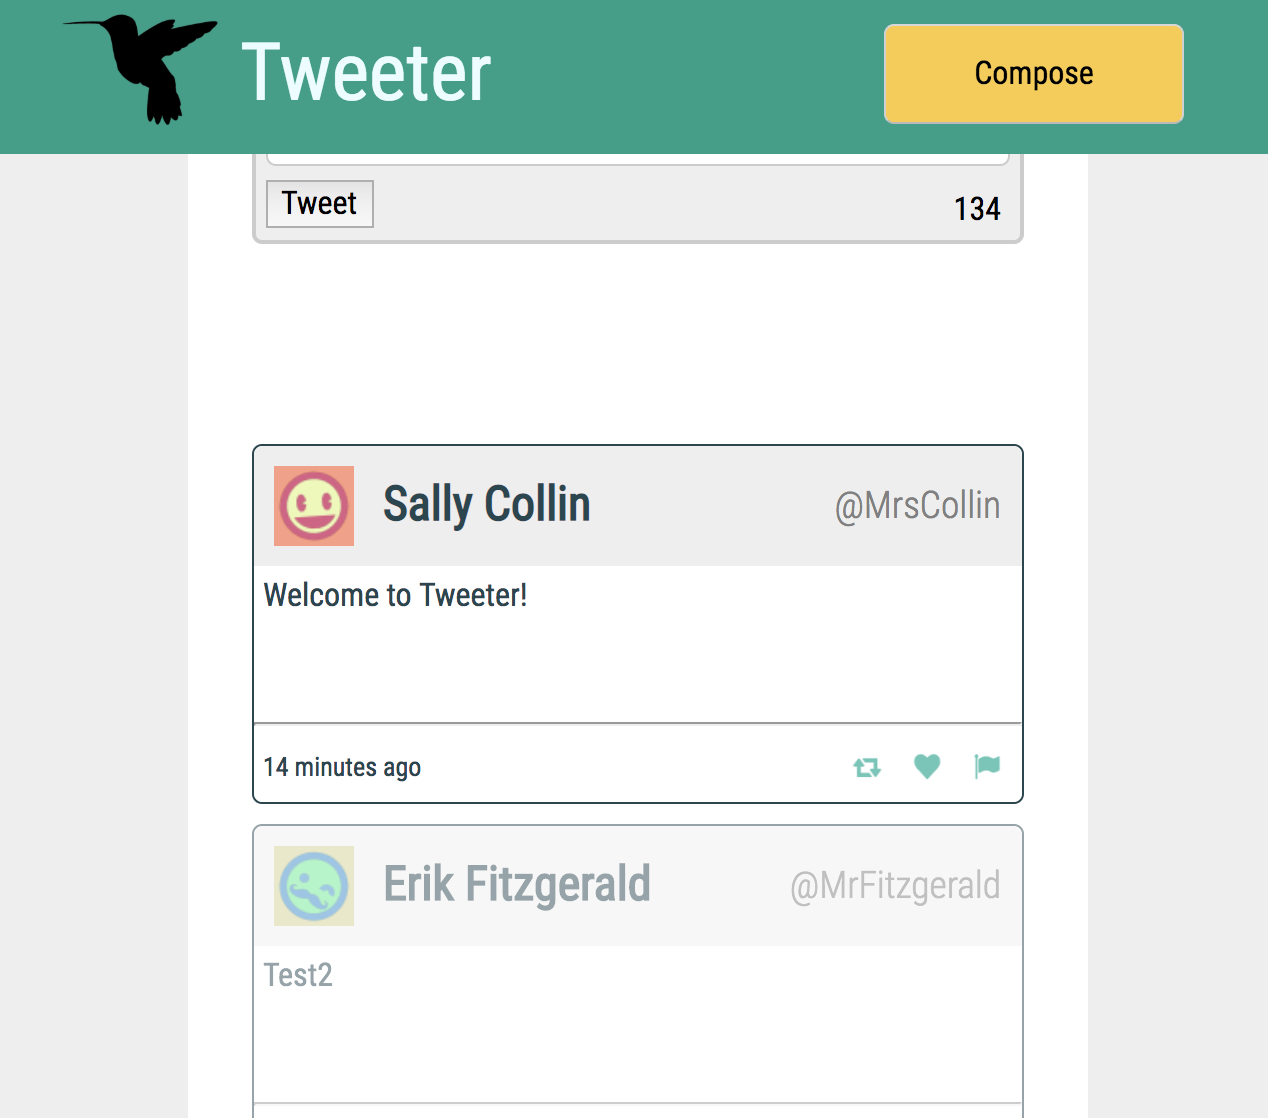 Tweeter
Compose
Tweet
134
Sally Collin
@MrsCollin
Welcome to Tweeter!
14 minutes ago
Erik Fitzgerald
@MrFitzgerald
Test2